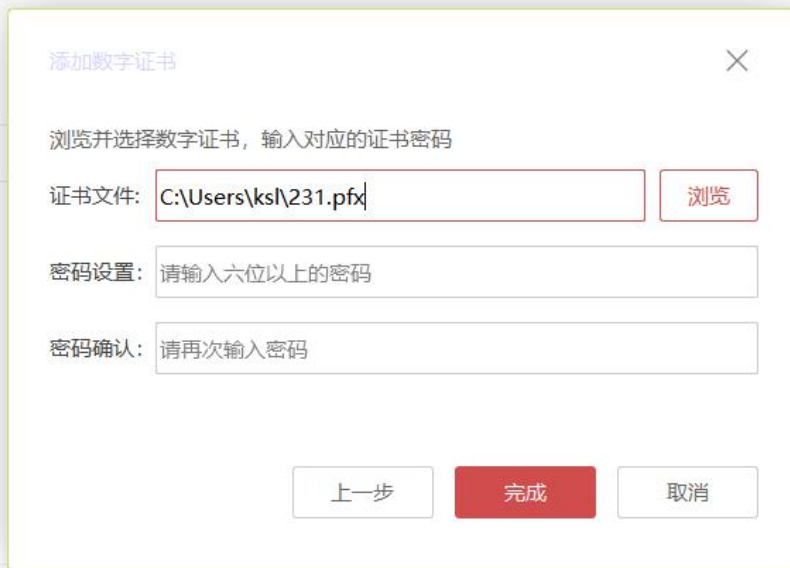 添加数字证书
浏览并选择数字证书，输入对应的证书密码
证书文件: C:\Users\ksl\231.pfx 浏览
密码设置: 请输入六位以上的密码
密码确认: 请再次输入密码
上一步 完成 取消